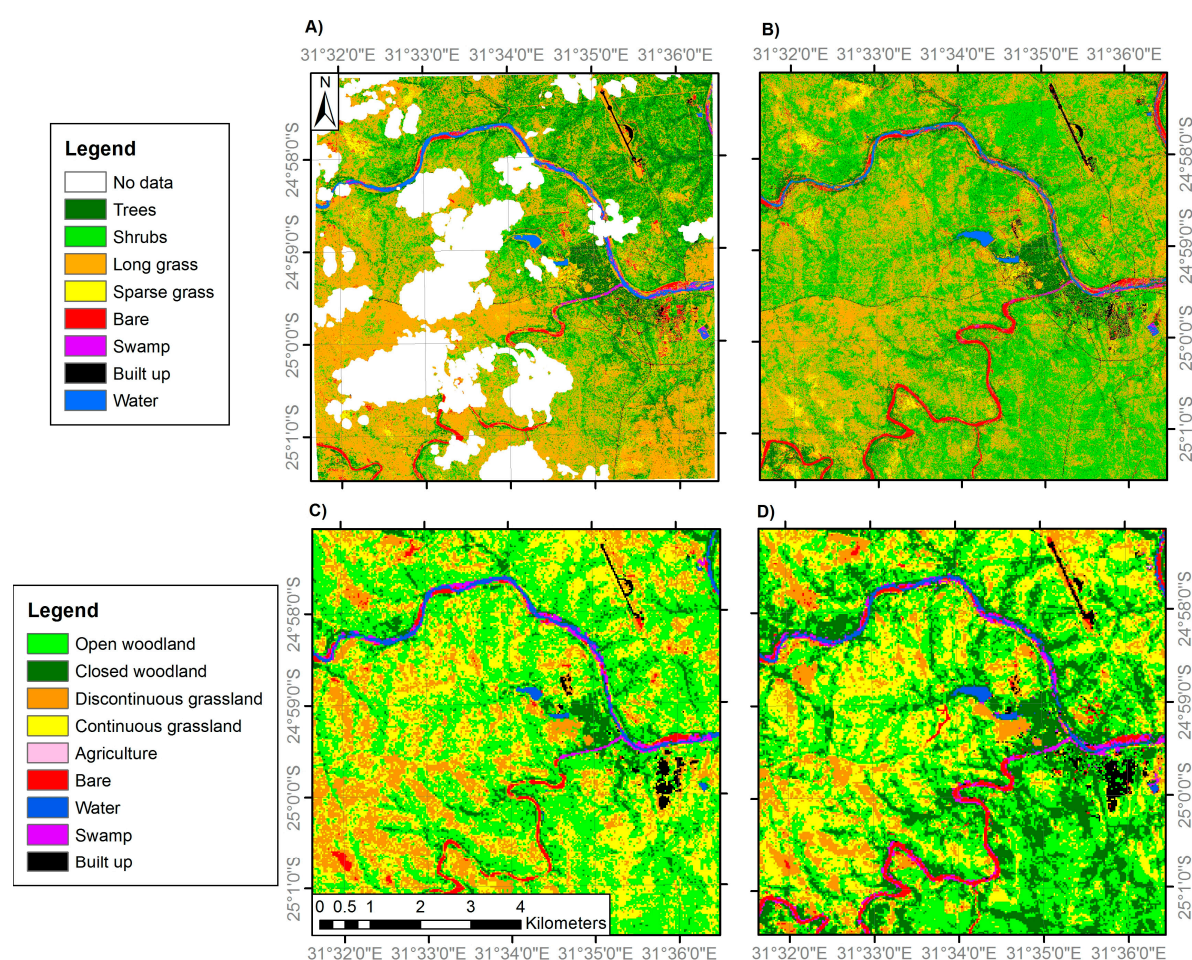 A)
B)
31°32'0"E 31°33'0"E 31°34'0"E 31°35'0"E 31°36'0"E
31°32'0"E 31°33'0"E 31°34'0"E 31°35'0"E 31°36'0"E
N
24°58'0"S
24°59'0"S
25°0'0"S
25°1'0"S
24°58'0"S
24°59'0"S
25°0'0"S
25°1'0"S
Legend
No data
Trees
Shrubs
Long grass
Sparse grass
Bare
Swamp
Built up
Water
C)
D)
24°58'0"S
24°59'0"S
25°0'0"S
25°1'0"S
24°58'0"S
24°59'0"S
25°0'0"S
25°1'0"S
Legend
Open woodland
Closed woodland
Discontinuous grassland
Continuous grassland
Agriculture
Bare
Water
Swamp
Built up
0 0.5 1 2 3 4
Kilometers
31°32'0"E 31°33'0"E 31°34'0"E 31°35'0"E 31°36'0"E
31°32'0"E 31°33'0"E 31°34'0"E 31°35'0"E 31°36'0"E